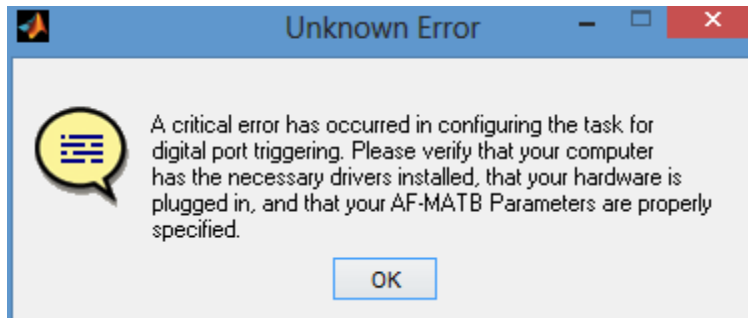 Unknown Error
A critical error has occurred in configuring the task for
digital port triggering. Please verify that your computer
has the necessary drivers installed, that your hardware is
plugged in, and that your AF-MATB Parameters are properly
specified.
OK